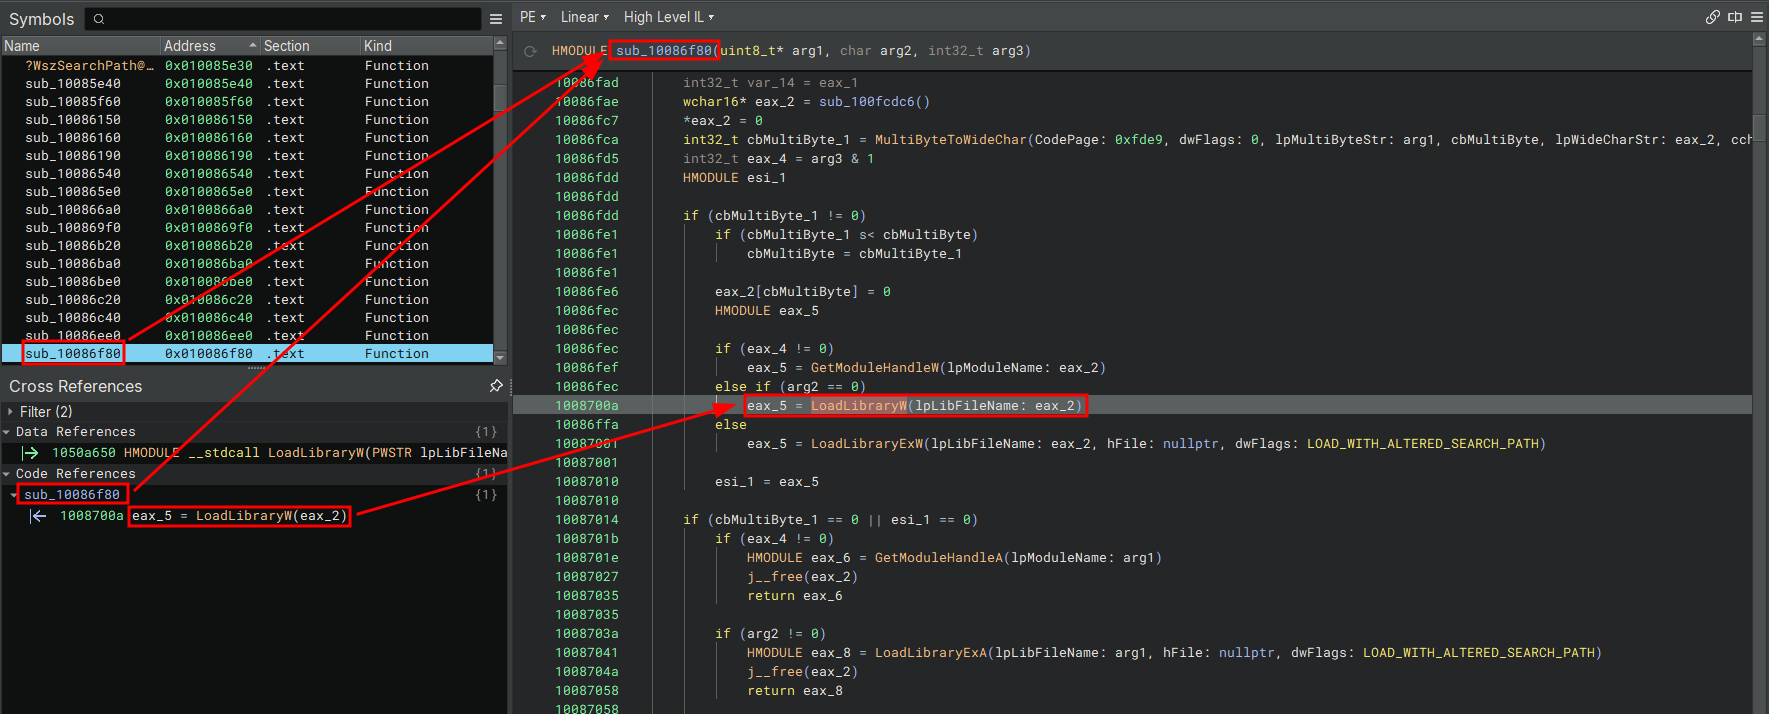 Symbols
Name Address Section Kind
?WszSearchPath@… 0x010085e30 .text Function
sub_10085e40 0x010085e40 .text Function
sub_10085f60 0x010085f60 .text Function
sub_10086150 0x010086150 .text Function
sub_10086160 0x010086160 .text Function
sub_10086190 0x010086190 .text Function
sub_10086540 0x010086540 .text Function
sub_100865e0 0x0100865e0 .text Function
sub_100866a0 0x0100866a0 .text Function
sub_100869f0 0x0100869f0 .text Function
sub_10086b20 0x010086b20 .text Function
sub_10086ba0 0x010086ba0 .text Function
sub_10086be0 0x010086be0 .text Function
sub_10086c20 0x010086c20 .text Function
sub_10086c40 0x010086c40 .text Function
sub_10086ee0 0x010086ee0 .text Function
sub_10086f80 0x010086f80 .text Function
Cross References
Filter (2)
Data References {1}
1050a650 HMODULE __stdcall LoadLibraryW(PWSTR lpLibFileNa
Code References {1}
sub_10086f80 {1}
1008700a eax_5 = LoadLibraryW(eax_2)
PE Linear High Level IL
HMODULE sub_10086f80(uint8_t* arg1, char arg2, int32_t arg3)
10086fad int32_t var_14 = eax_1
10086fae wchar16* eax_2 = sub_100fcdc6()
10086fc7 *eax_2 = 0
10086fca int32_t cbMultiByte_1 = MultiByteToWideChar(CodePage: 0xfde9, dwFlags: 0, lpMultiByteStr: arg1, cbMultiByte, lpWideCharStr: eax_2, cch
10086fd5 int32_t eax_4 = arg3 & 1
10086fdd HMODULE esi_1
10086fdd
10086fdd if (cbMultiByte_1 != 0)
10086fe1 if (cbMultiByte_1 s< cbMultiByte)
10086fe1 cbMultiByte = cbMultiByte_1
10086fe1
10086fe6 eax_2[cbMultiByte] = 0
10086fec HMODULE eax_5
10086fec
10086fec if (eax_4 != 0)
10086fef eax_5 = GetModuleHandleW(lpModuleName: eax_2)
10086fec else if (arg2 == 0)
1008700a eax_5 = LoadLibraryW(lpLibFileName: eax_2)
10086ffa else
10087001 eax_5 = LoadLibraryExW(lpLibFileName: eax_2, hFile: nullptr, dwFlags: LOAD_WITH_ALTERED_SEARCH_PATH)
10087001
10087010 esi_1 = eax_5
10087010
10087014 if (cbMultiByte_1 == 0 || esi_1 == 0)
1008701b if (eax_4 != 0)
1008701e HMODULE eax_6 = GetModuleHandleA(lpModuleName: arg1)
10087027 j__free(eax_2)
10087035 return eax_6
10087035
1008703a if (arg2 != 0)
10087041 HMODULE eax_8 = LoadLibraryExA(lpLibFileName: arg1, hFile: nullptr, dwFlags: LOAD_WITH_ALTERED_SEARCH_PATH)
1008704a j__free(eax_2)
10087058 return eax_8
10087058